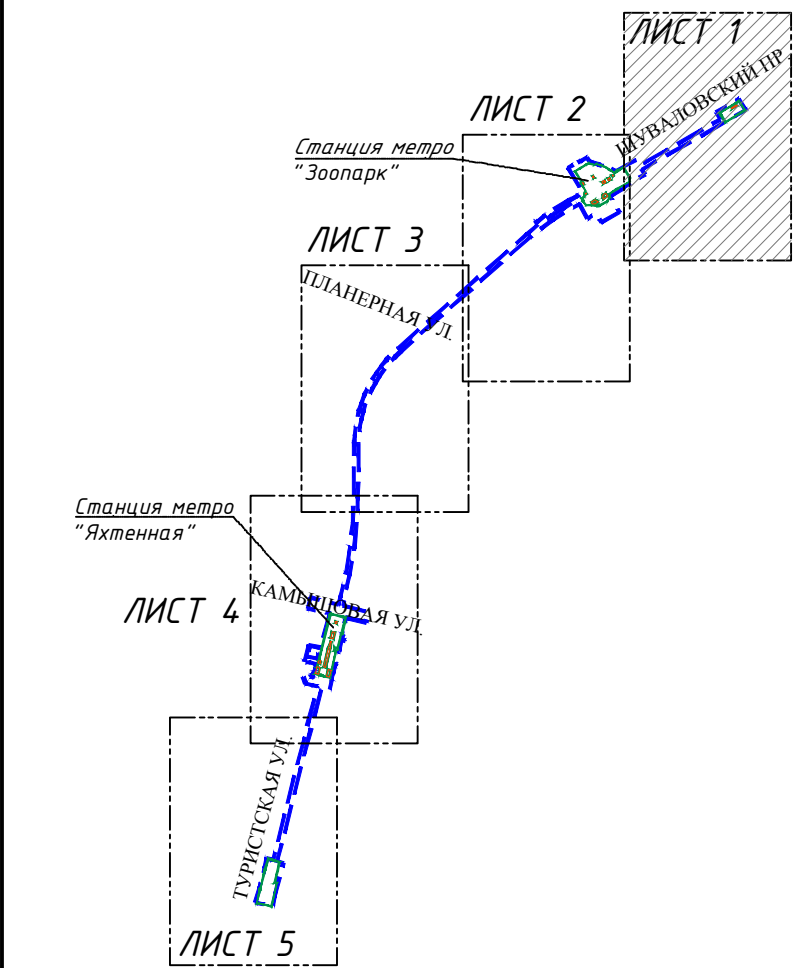 ЛИСТ 1
ШУВАЛОВСКИЙ ПР.
ЛИСТ 2
Станция метро
"Зоопарк"
ЛИСТ 3
ПЛАНЕРНАЯ УЛ.
Станция метро
"Яхтенная"
КАМЫШОВАЯ УЛ.
ЛИСТ 4
ТУРИСТСКАЯ УЛ.
ЛИСТ 5